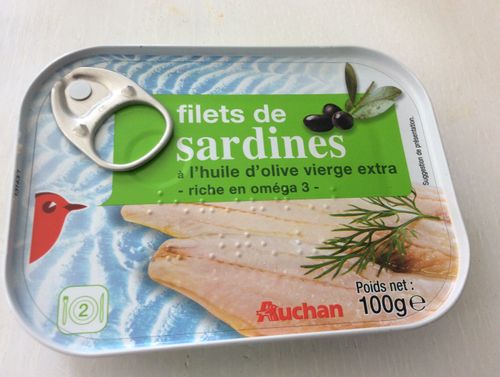 filets de
sardines
à l'huile d'olive vierge extra
- riche en oméga 3 -
Suggestion de présentation.
2
Auchan
Poids net :
100g e